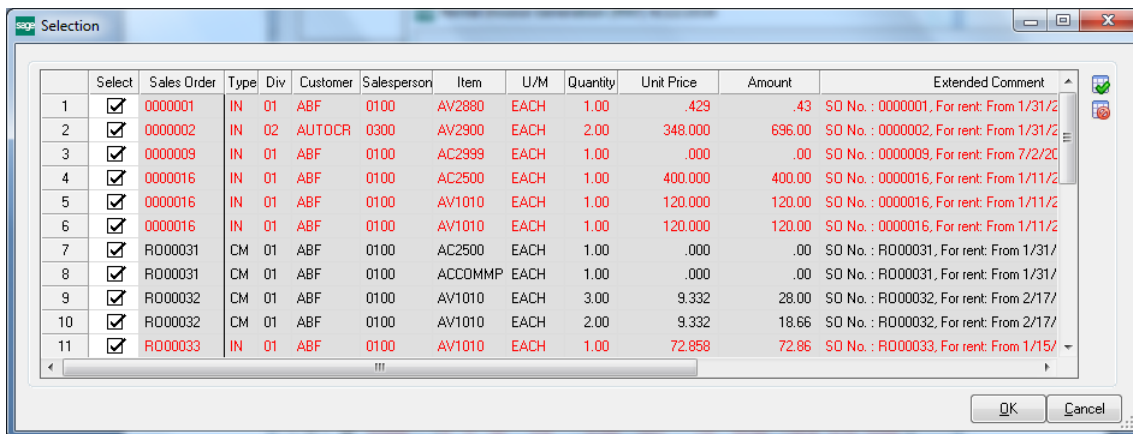 sage Selection
Select Sales Order Type Div Customer Salesperson Item U/M Quantity Unit Price Amount Extended Comment
1 0000001 IN 01 ABF 0100 AV2880 EACH 1.00 .429 .43 SO No. : 0000001, For rent: From 1/31/2
2 0000002 IN 02 AUTOCR 0300 AV2900 EACH 2.00 348.000 696.00 SO No. : 0000002, For rent: From 1/31/2
3 0000009 IN 01 ABF 0100 AC2999 EACH 1.00 .000 .00 SO No. : 0000009, For rent: From 7/2/20
4 0000016 IN 01 ABF 0100 AC2500 EACH 1.00 400.000 400.00 SO No. : 0000016, For rent: From 1/11/2
5 0000016 IN 01 ABF 0100 AV1010 EACH 1.00 120.000 120.00 SO No. : 0000016, For rent: From 1/11/2
6 0000016 IN 01 ABF 0100 AV1010 EACH 1.00 120.000 120.00 SO No. : 0000016, For rent: From 1/11/2
7 RO00031 CM 01 ABF 0100 AC2500 EACH 1.00 .000 .00 SO No. : RO00031, For rent: From 1/31/
8 RO00031 CM 01 ABF 0100 ACCOMMP EACH 1.00 .000 .00 SO No. : RO00031, For rent: From 1/31/
9 RO00032 CM 01 ABF 0100 AV1010 EACH 3.00 9.332 28.00 SO No. : RO00032, For rent: From 2/17/
10 RO00032 CM 01 ABF 0100 AV1010 EACH 2.00 9.332 18.66 SO No. : RO00032, For rent: From 2/17/
11 RO00033 IN 01 ABF 0100 AV1010 EACH 1.00 72.858 72.86 SO No. : RO00033, For rent: From 1/15/
OK Cancel